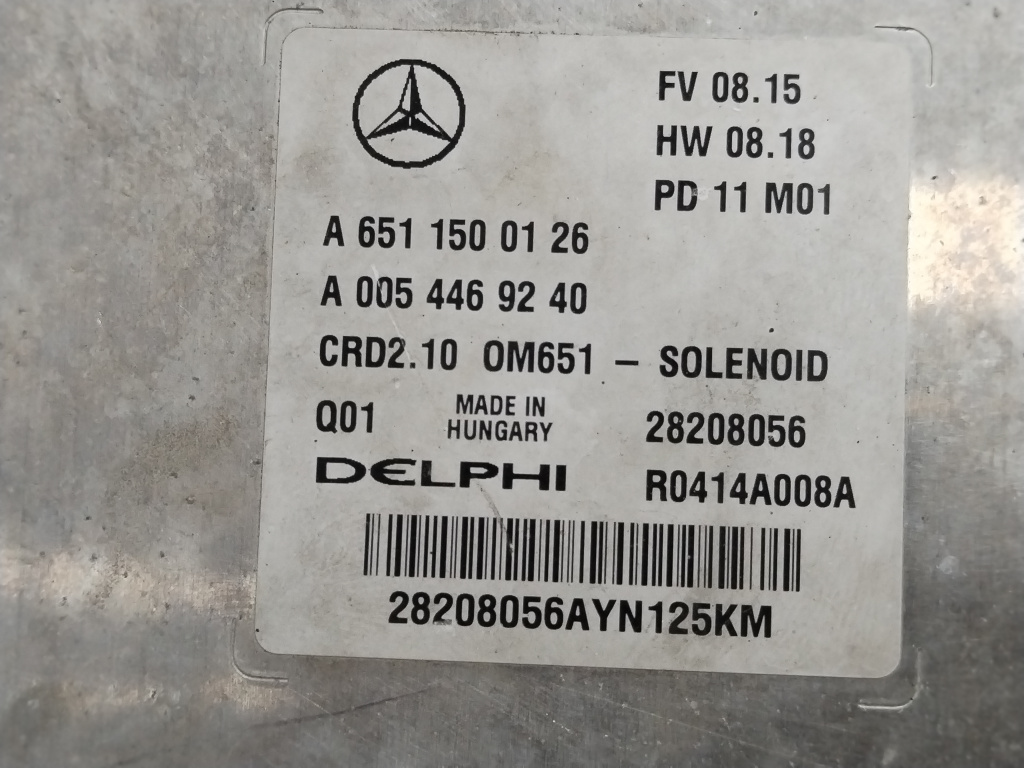 FV 08.15
HW 08.18
PD 11 M01
A 651 150 01 26
A 005 446 92 40
CRD2.10 OM651 – SOLENOID
Q01 MADE IN HUNGARY 28208056
DELPHI R0414A008A
28208056AYN125KM